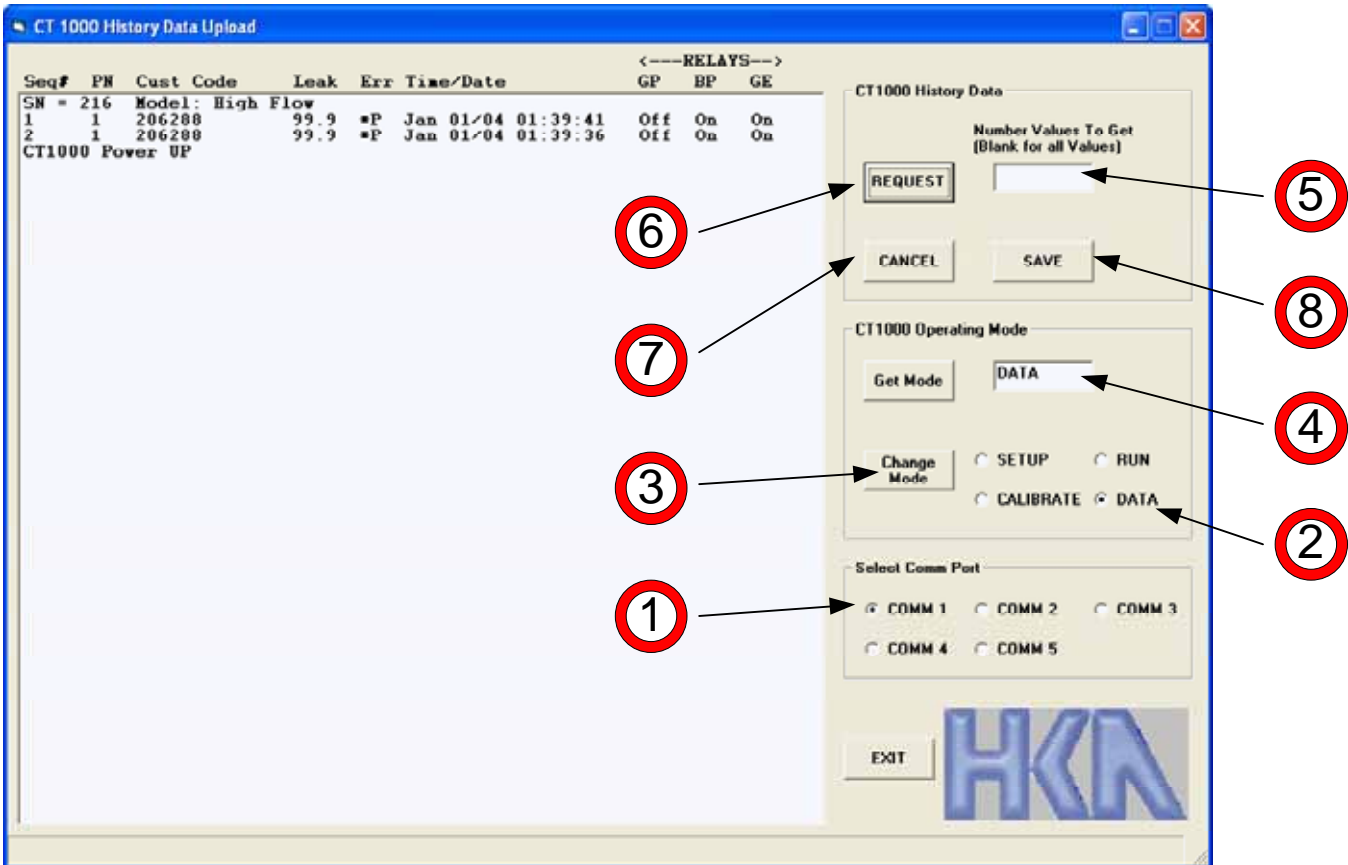 CT 1000 History Data Upload
<---RELAYS-->
Seq# PN Cust Code Leak Err Time/Date GP BP GE
SN = 216 Model: High Flow
1 1 206288 99.9 *P Jan 01/04 01:39:41 Off On On
2 1 206288 99.9 *P Jan 01/04 01:39:36 Off On On
CT1000 Power UP
CT1000 History Data
Number Values To Get
(Blank for all Values)
REQUEST
5
6
CANCEL SAVE
8
7
CT1000 Operating Mode
Get Mode DATA
4
Change
Mode
SETUP RUN
CALIBRATE DATA
3
2
Select Comm Port
COMM 1 COMM 2 COMM 3
COMM 4 COMM 5
1
EXIT
HKA